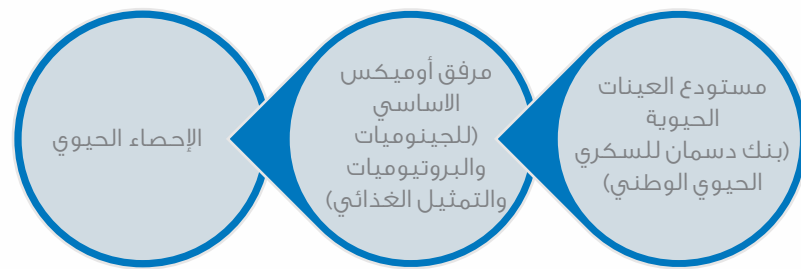 مستودع العينات
الحيوية
(بنك دسمان للسكري
الحيوي الوطني)
مرفق أوميكس
الاساسي
(للجينوميات
والبروتيوميات
والتمثيل الغذائي)
الإحصاء الحيوي